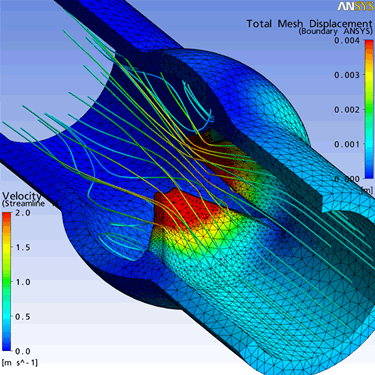 ANSYS
Total Mesh Displacement
(Boundary ANSYS)
0.004
0.003
0.002
0.001
0.000
[m]
Velocity
(Streamline
2.0
1.5
1.0
0.5
0.0
[m s^-1]